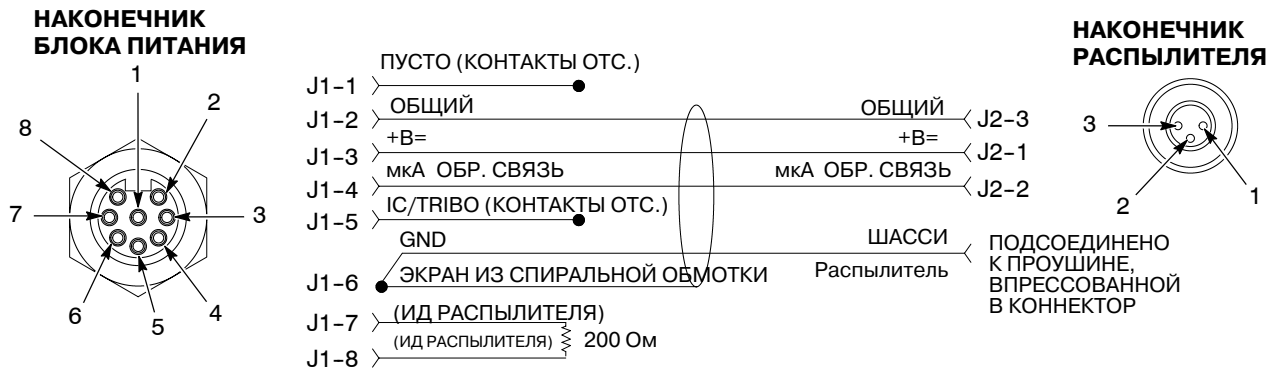 НАКОНЕЧНИК
БЛОКА ПИТАНИЯ
1
2
8
7
3
6
5
4
J1-1
ПУСТО (КОНТАКТЫ ОТС.)
J1-2
ОБЩИЙ
ОБЩИЙ
J2-3
J1-3
+В=
+В=
J2-1
J1-4
мкА ОБР. СВЯЗЬ
мкА ОБР. СВЯЗЬ
J2-2
J1-5
IC/TRIBO (КОНТАКТЫ ОТС.)
GND
ШАССИ
J1-6
ЭКРАН ИЗ СПИРАЛЬНОЙ ОБМОТКИ
Распылитель
ПОДСОЕДИНЕНО
К ПРОУШИНЕ,
ВПРЕССОВАННОЙ
В КОННЕКТОР
J1-7
(ИД РАСПЫЛИТЕЛЯ)
(ИД РАСПЫЛИТЕЛЯ)
200 Ом
J1-8
НАКОНЕЧНИК
РАСПЫЛИТЕЛЯ
3
2
1